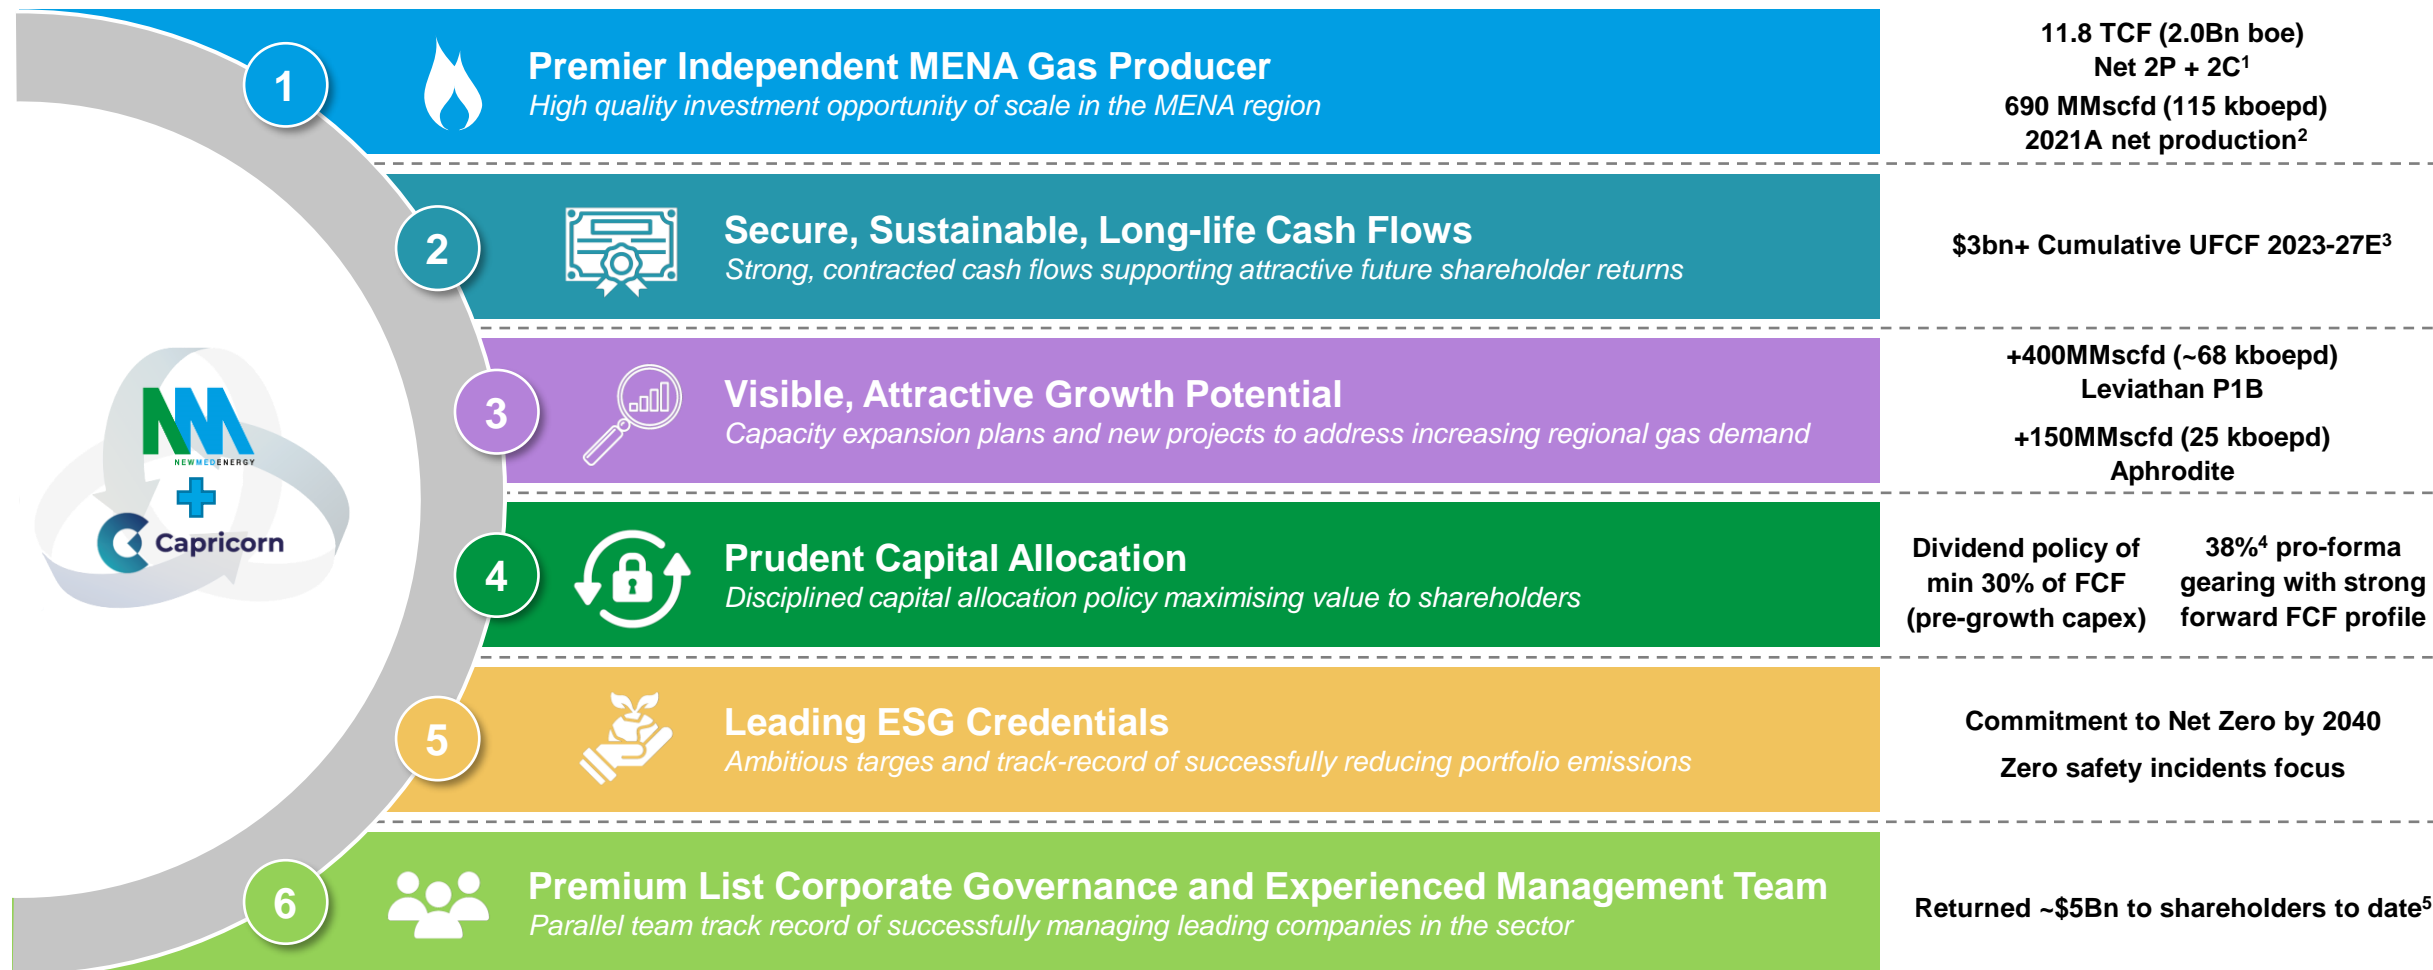 1
Premier Independent MENA Gas Producer
High quality investment opportunity of scale in the MENA region
11.8 TCF (2.0Bn boe)
Net 2P + 2C¹
690 MMscfd (115 kboepd)
2021A net production²
2
Secure, Sustainable, Long-life Cash Flows
Strong, contracted cash flows supporting attractive future shareholder returns
$3bn+ Cumulative UFCF 2023-27E³
3
Visible, Attractive Growth Potential
Capacity expansion plans and new projects to address increasing regional gas demand
+400MMscfd (~68 kboepd)
Leviathan P1B
+150MMscfd (25 kboepd)
Aphrodite
NM
NEWMEDENERGY
Capricorn
4
Prudent Capital Allocation
Disciplined capital allocation policy maximising value to shareholders
Dividend policy of
min 30% of FCF
(pre-growth capex)
38%⁴ pro-forma
gearing with strong
forward FCF profile
5
Leading ESG Credentials
Ambitious targes and track-record of successfully reducing portfolio emissions
Commitment to Net Zero by 2040
Zero safety incidents focus
6
Premium List Corporate Governance and Experienced Management Team
Parallel team track record of successfully managing leading companies in the sector
Returned ~$5Bn to shareholders to date⁵